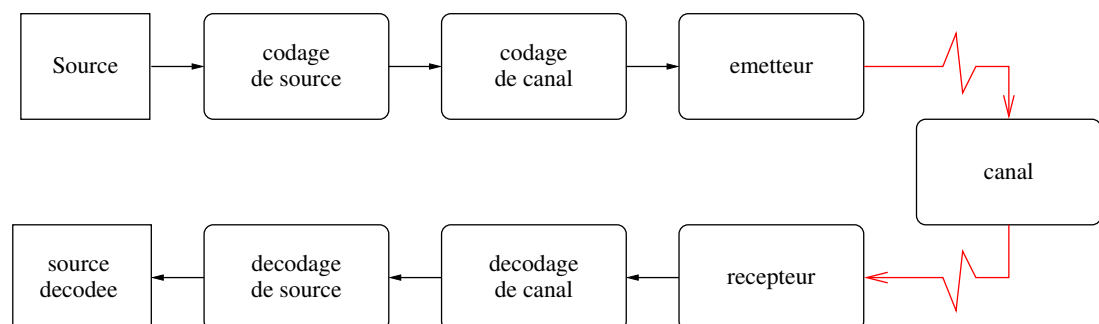 Source
codage
de source
codage
de canal
emetteur
canal
source
decodee
decodage
de source
decodage
de canal
recepteur